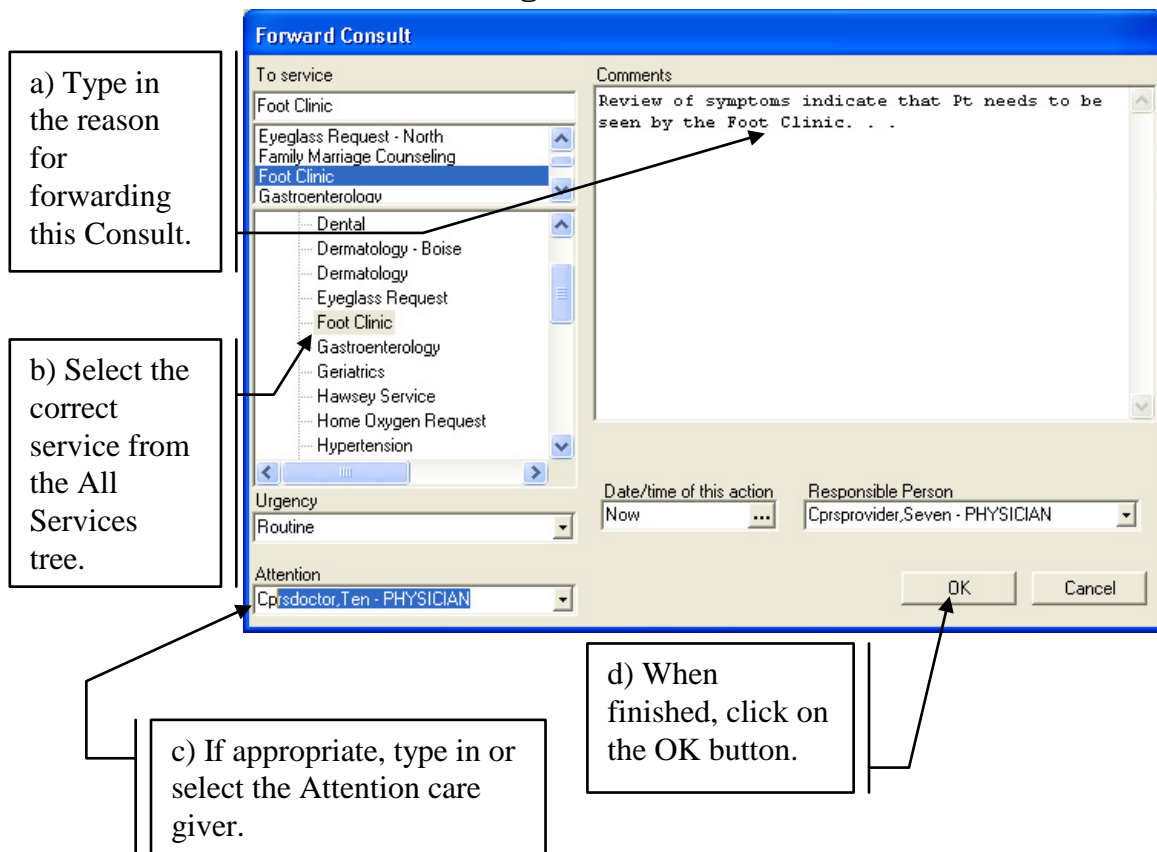 Forward Consult
a) Type in
the reason
for
forwarding
this Consult.
b) Select the
correct
service from
the All
Services
tree.
To service
Foot Clinic
Eyeglass Request - North
Family Marriage Counseling
Foot Clinic
Gastroenterology
Dental
Dermatology - Boise
Dermatology
Eyeglass Request
Foot Clinic
Gastroenterology
Geriatrics
Hawsey Service
Home Oxygen Request
Hypertension
Urgency
Routine
Attention
Cprsdoctor,Ten - PHYSICIAN
Comments
Review of symptoms indicate that Pt needs to be
seen by the Foot Clinic. . .
Date/time of this action
Now
...
Responsible Person
Cprsprovider,Seven - PHYSICIAN
OK
Cancel
c) If appropriate, type in or
select the Attention care
giver.
d) When
finished, click on
the OK button.